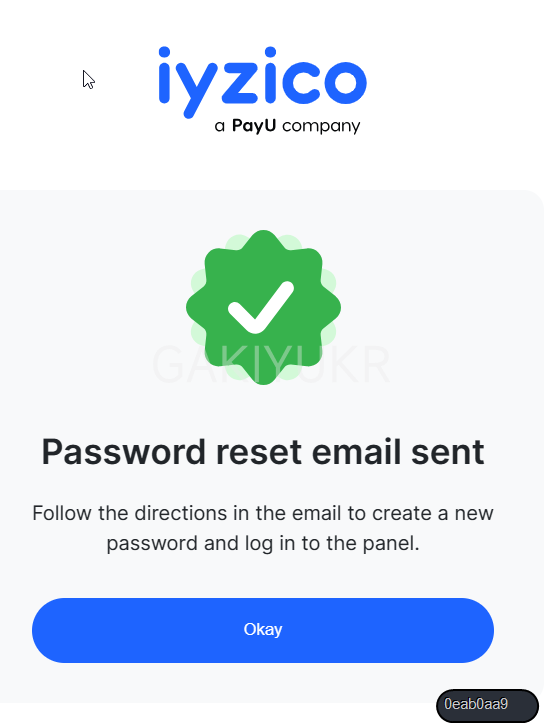 iyzico
a PayU company
GAKIYUKR
Password reset email sent
Follow the directions in the email to create a new
password and log in to the panel.
Okay
0eab0aa9